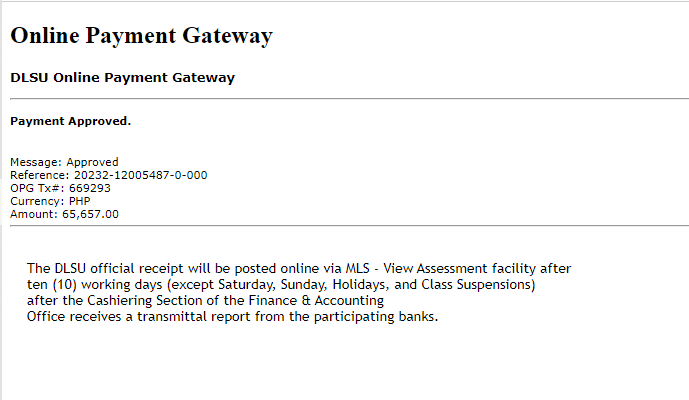 Online Payment Gateway
DLSU Online Payment Gateway
Payment Approved.
Message: Approved
Reference: 20232-12005487-0-000
OPG Tx#: 669293
Currency: PHP
Amount: 65,657.00
The DLSU official receipt will be posted online via MLS - View Assessment facility after
ten (10) working days (except Saturday, Sunday, Holidays, and Class Suspensions)
after the Cashiering Section of the Finance & Accounting
Office receives a transmittal report from the participating banks.